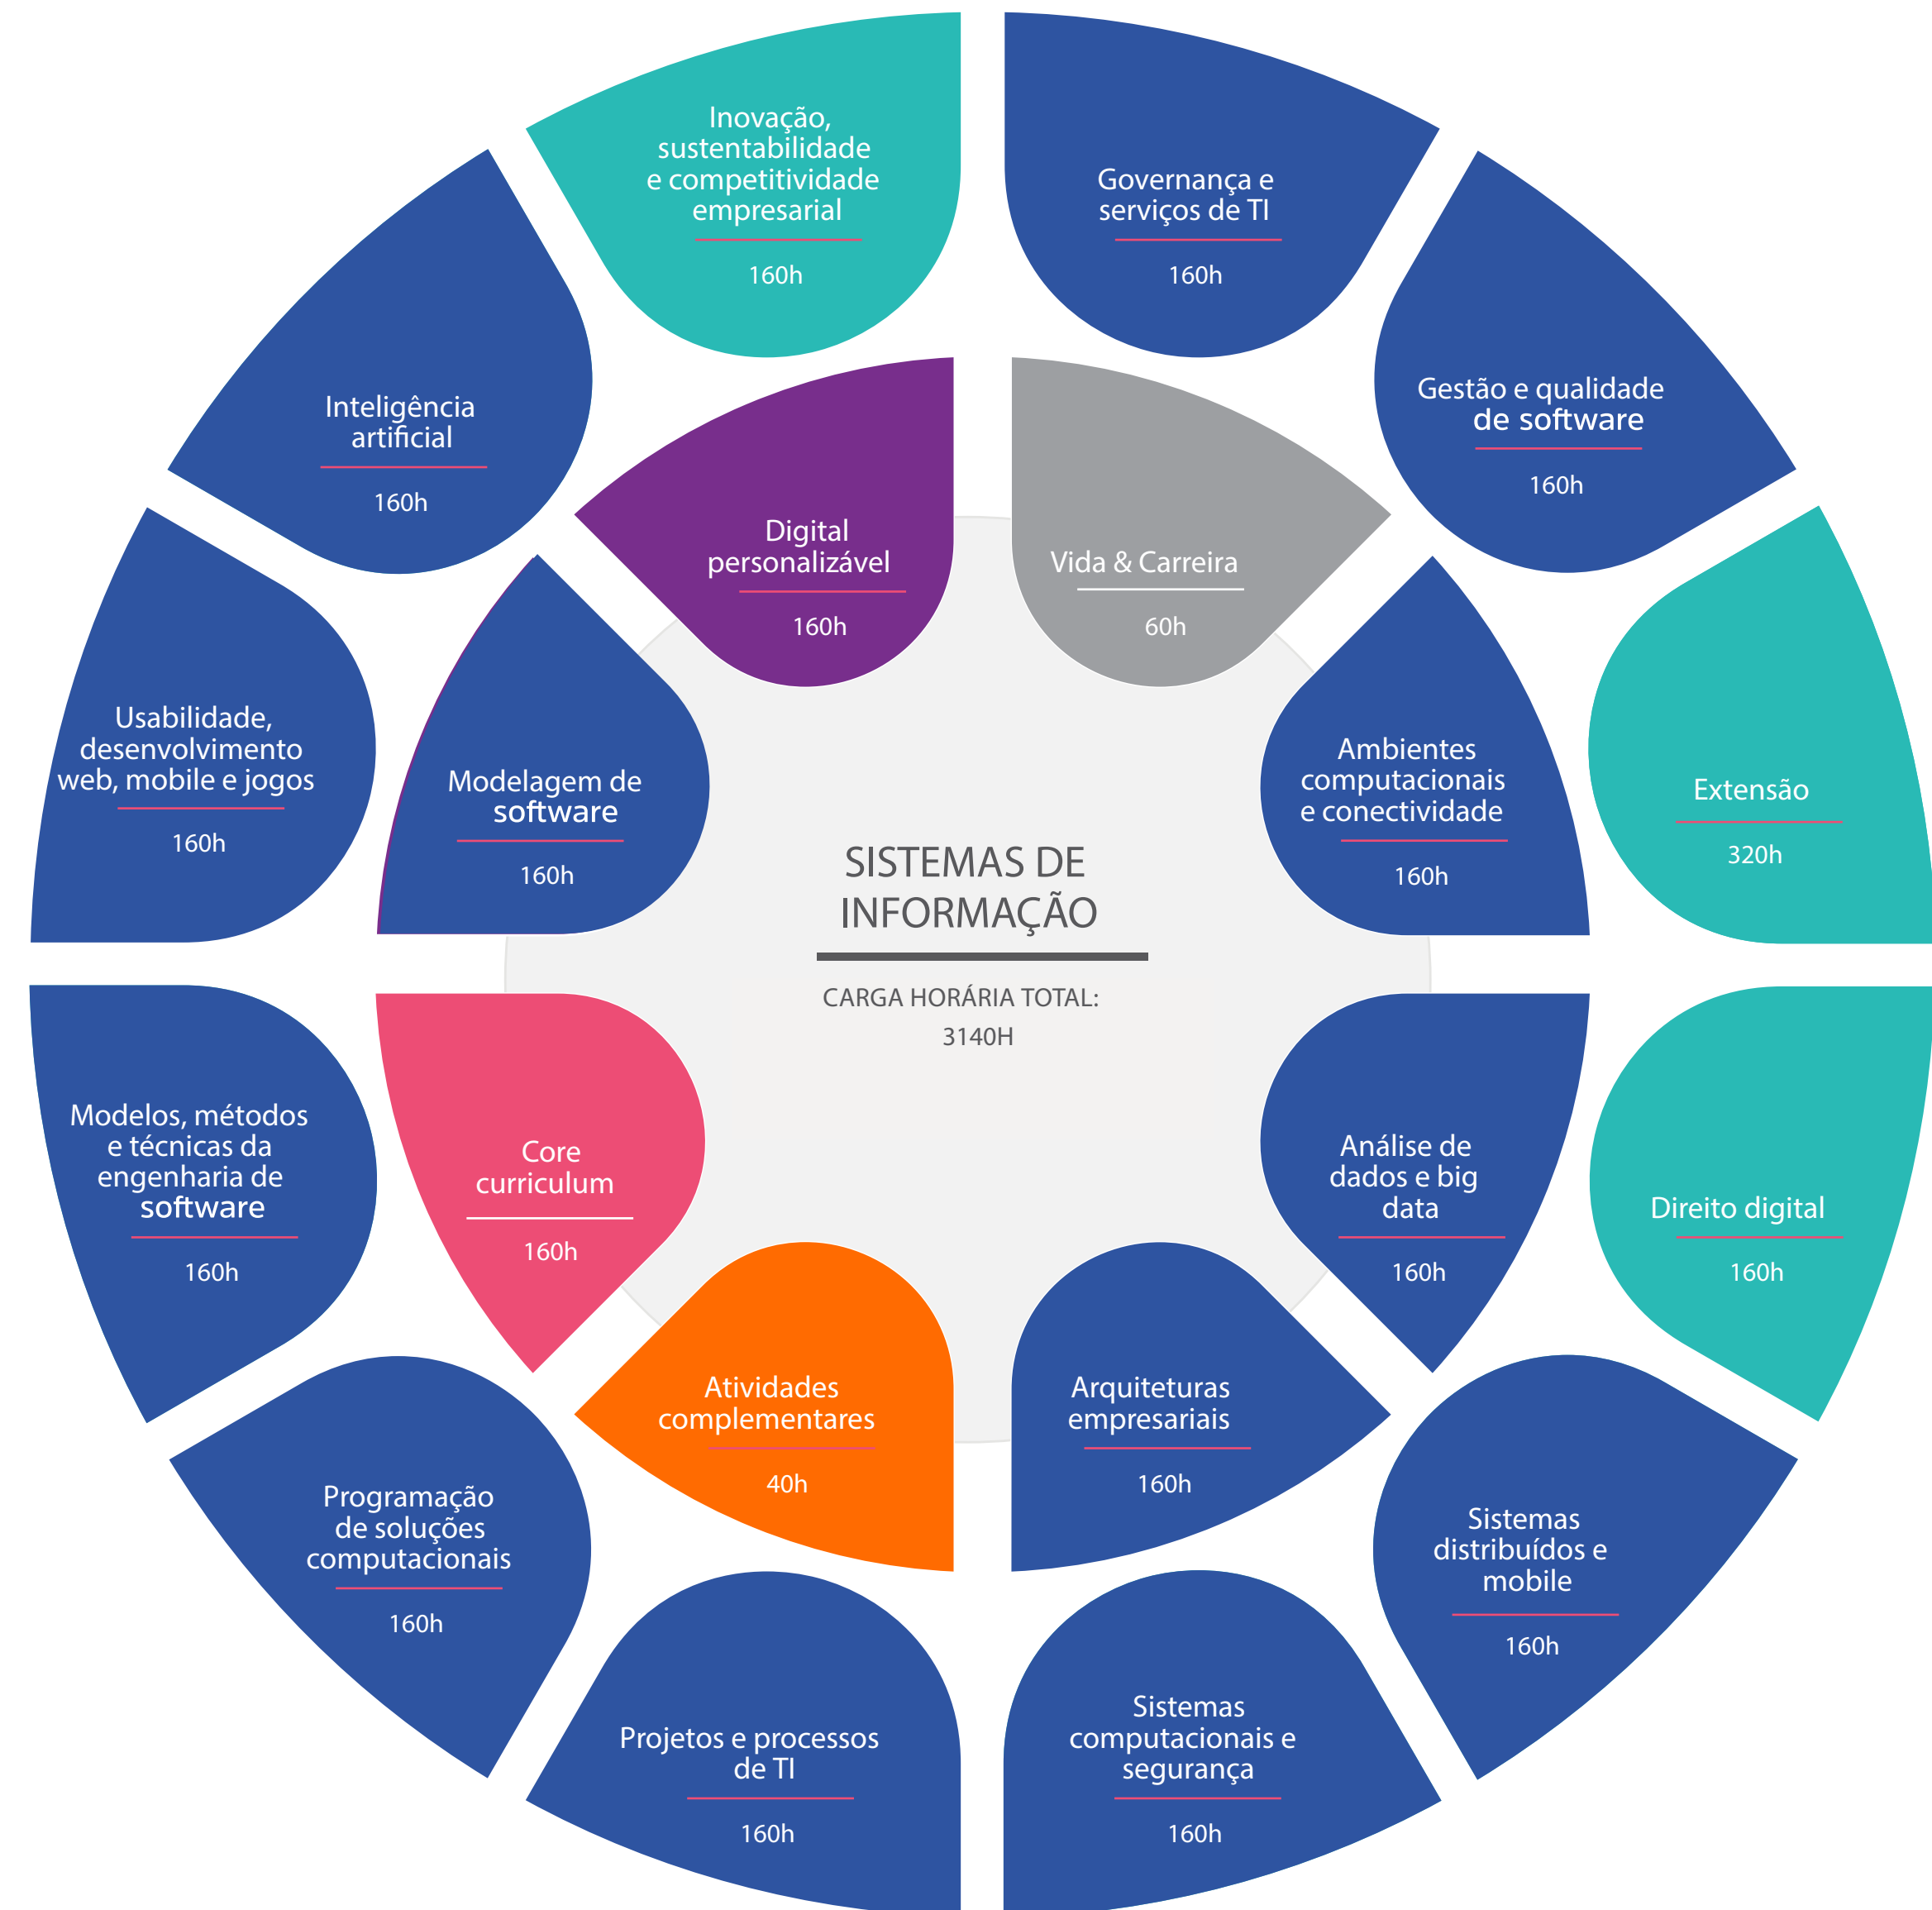 Inovação,
sustentabilidade
e competitividade
empresarial
160h
Governança e
serviços de TI
160h
Gestão e qualidade
de software
160h
Inteligência
artificial
160h
Digital
personalizável
160h
Vida & Carreira
60h
Usabilidade,
desenvolvimento
web, mobile e jogos
160h
Modelagem de
software
160h
Ambientes
computacionais
e conectividade
160h
Extensão
320h
SISTEMAS DE
INFORMAÇÃO
CARGA HORÁRIA TOTAL:
3140H
Modelos, métodos
e técnicas da
engenharia de
software
160h
Core
curriculum
160h
Análise de
dados e big
data
160h
Direito digital
160h
Atividades
complementares
40h
Arquiteturas
empresariais
160h
Programação
de soluções
computacionais
160h
Sistemas
distribuídos e
mobile
160h
Projetos e processos
de TI
160h
Sistemas
computacionais e
segurança
160h